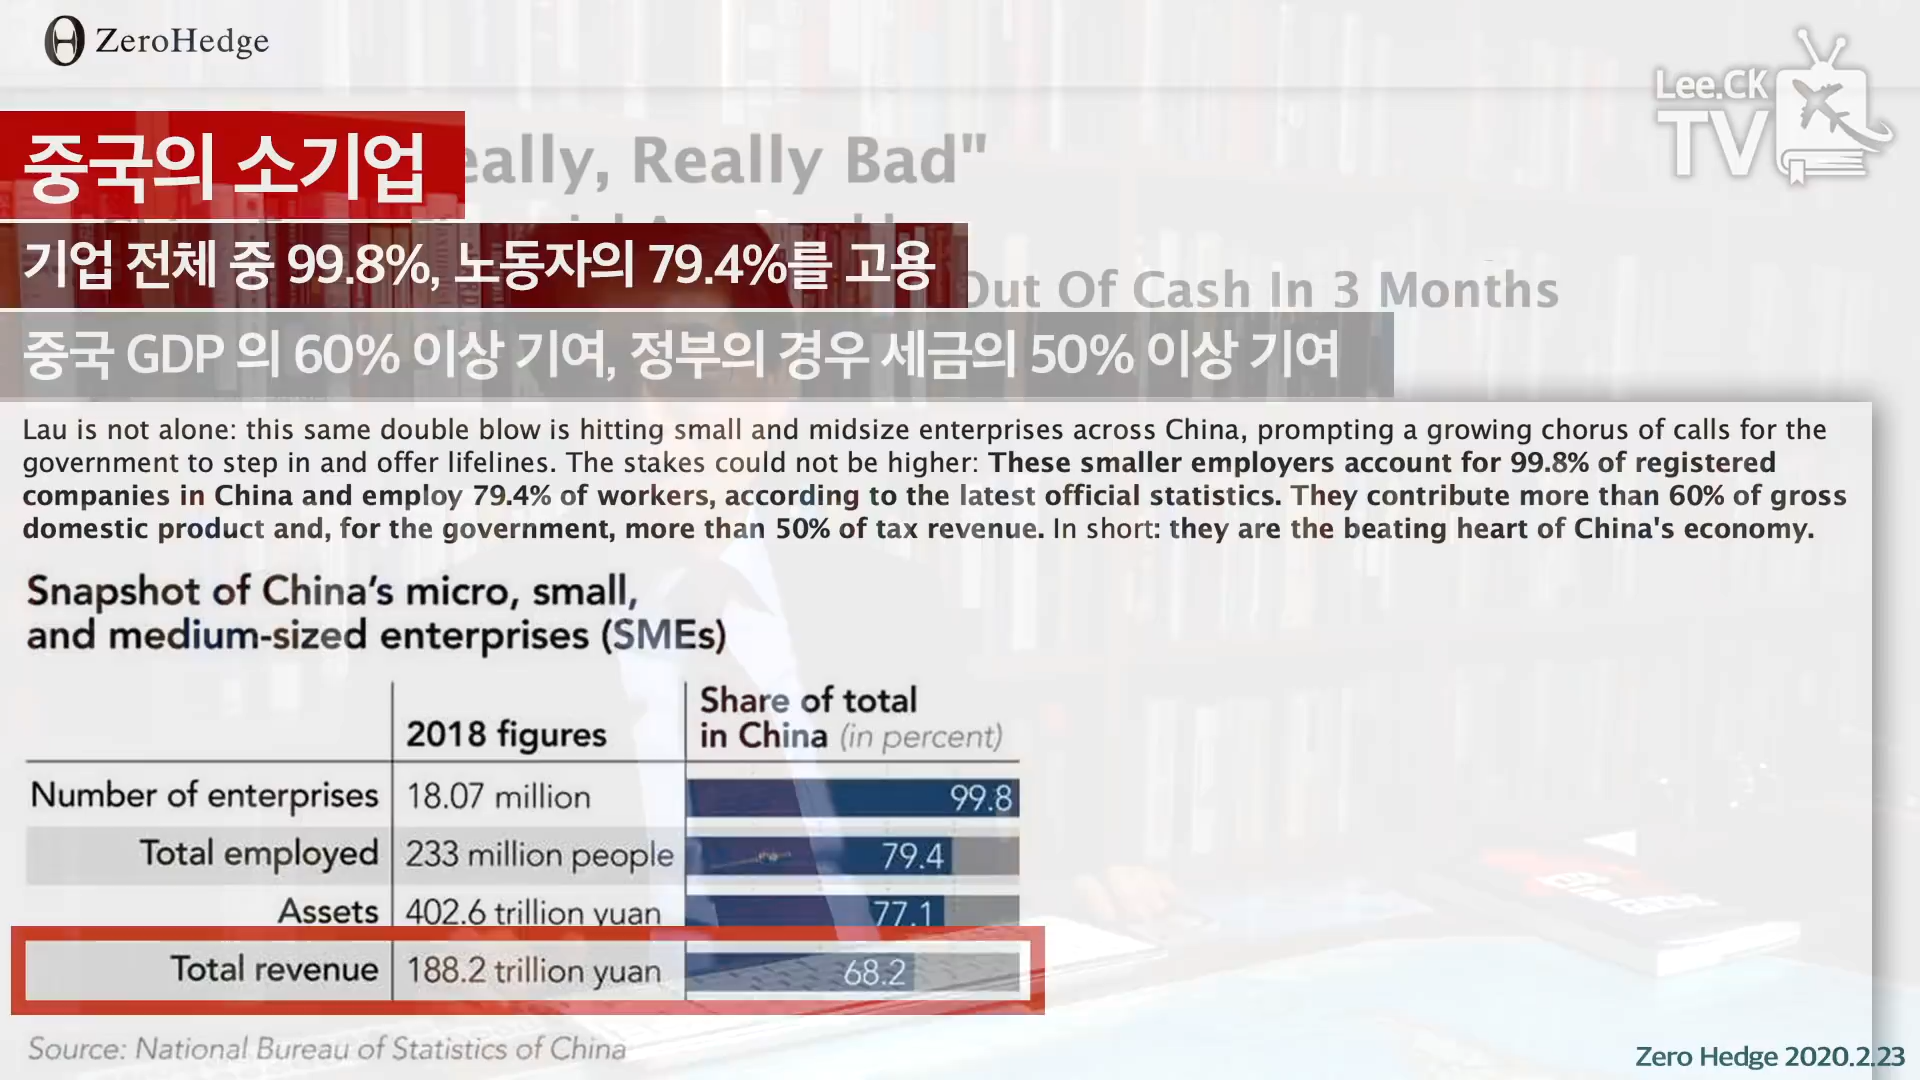 ZeroHedge
Lee.CK
TV
eally, Really Bad"
중국의 소기업
기업 전체 중 99.8%, 노동자의 79.4%를 고용
Out Of Cash In 3 Months
중국 GDP 의 60% 이상 기여, 정부의 경우 세금의 50% 이상 기여
Lau is not alone: this same double blow is hitting small and midsize enterprises across China, prompting a growing chorus of calls for the
government to step in and offer lifelines. The stakes could not be higher: These smaller employers account for 99.8% of registered
companies in China and employ 79.4% of workers, according to the latest official statistics. They contribute more than 60% of gross
domestic product and, for the government, more than 50% of tax revenue. In short: they are the beating heart of China's economy.
Snapshot of China's micro, small,
and medium-sized enterprises (SMEs)
2018 figures
Share of total
in China (in percent)
Number of enterprises 18.07 million 99.8
Total employed 233 million people 79.4
Assets 402.6 trillion yuan 77.1
Total revenue 188.2 trillion yuan 68.2
Source: National Bureau of Statistics of China
Zero Hedge 2020.2.23